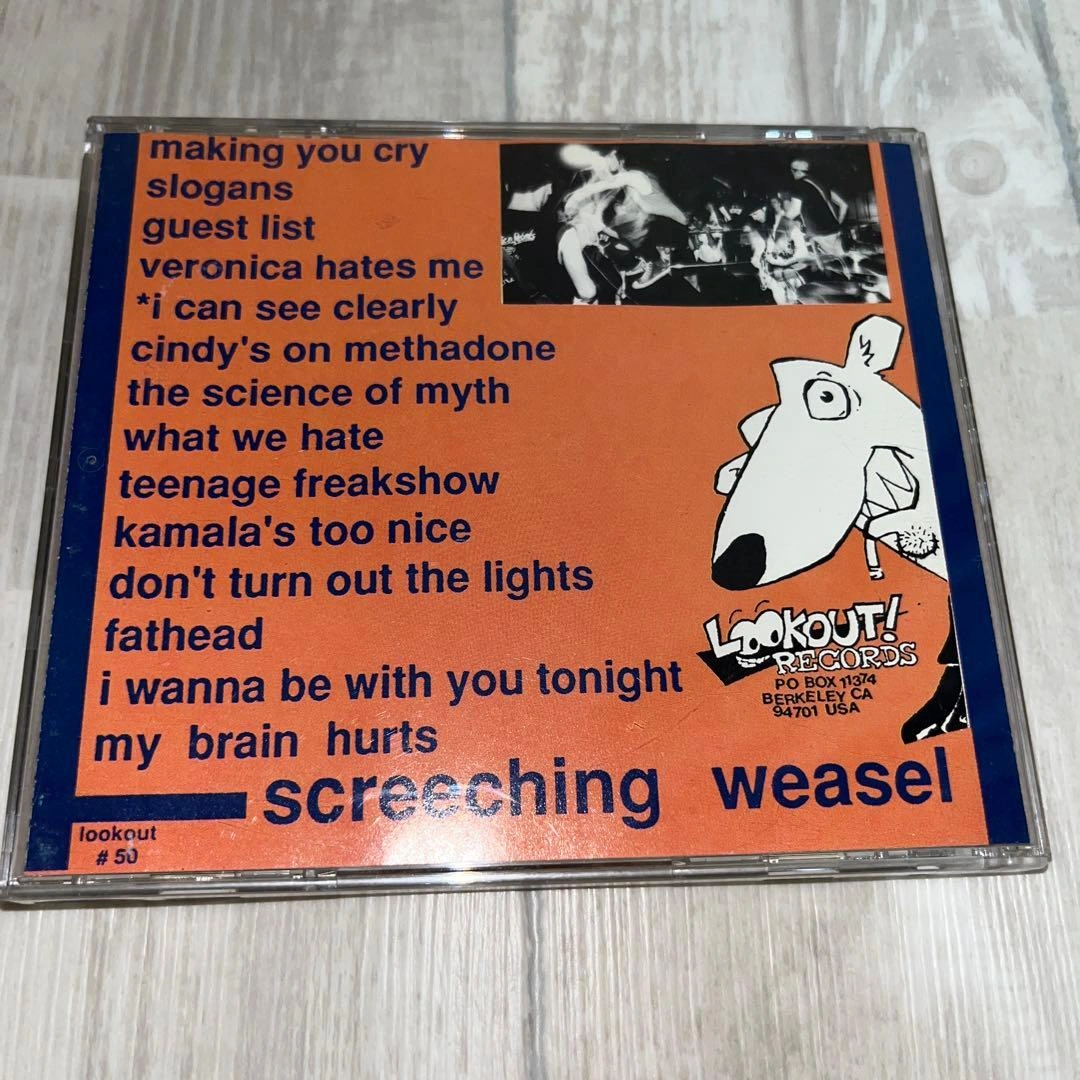 making you cry
slogans
guest list
veronica hates me
*i can see clearly
cindy's on methadone
the science of myth
what we hate
teenage freakshow
kamala's too nice
don't turn out the lights
fathead
i wanna be with you tonight
my brain hurts
screeching weasel
lookout
# 50
LOOKOUT!
RECORDS
PO BOX 11374
BERKELEY CA
94701 USA